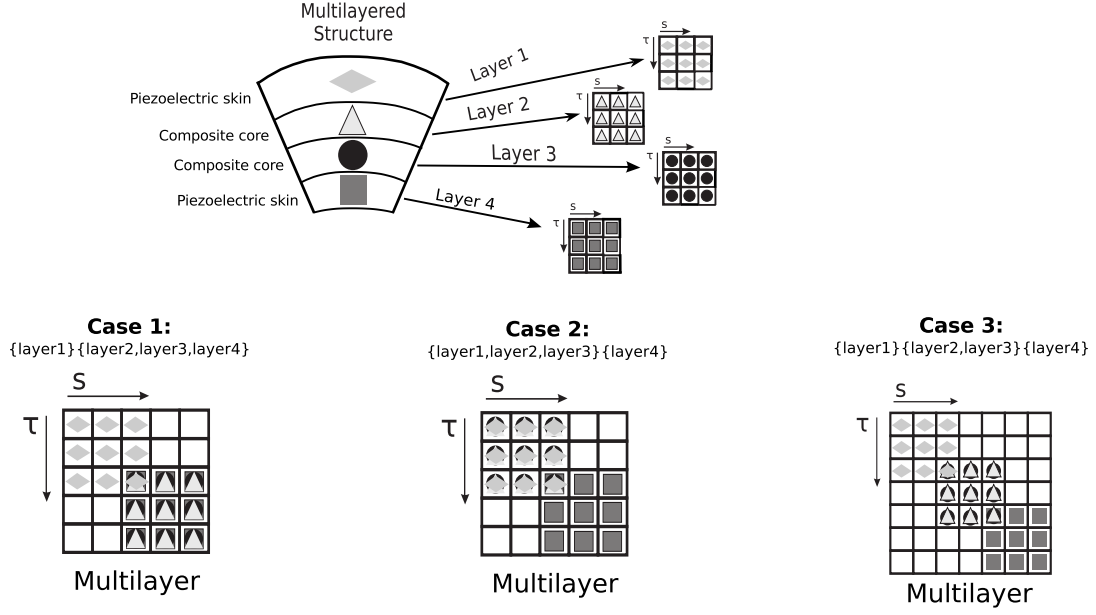 Multilayered
Structure
Piezoelectric skin
Composite core
Composite core
Piezoelectric skin
Layer 1
Layer 2
Layer 3
Layer 4
S
τ
S
τ
S
τ
S
τ
Case 1:
{layer1}{layer2,layer3,layer4}
S
τ
Multilayer
Case 2:
{layer1,layer2,layer3}{layer4}
S
τ
Multilayer
Case 3:
{layer1}{layer2,layer3}{layer4}
S
τ
Multilayer